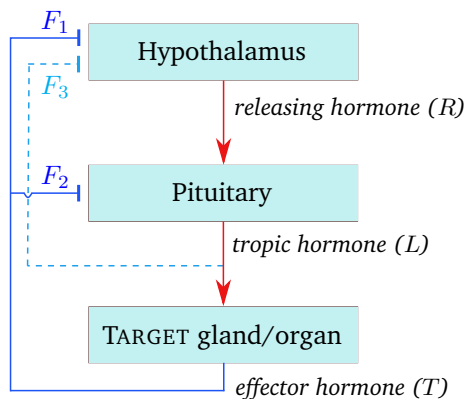 F₁
Hypothalamus
F₃
releasing hormone (R)
F₂
Pituitary
tropic hormone (L)
TARGET gland/organ
effector hormone (T)